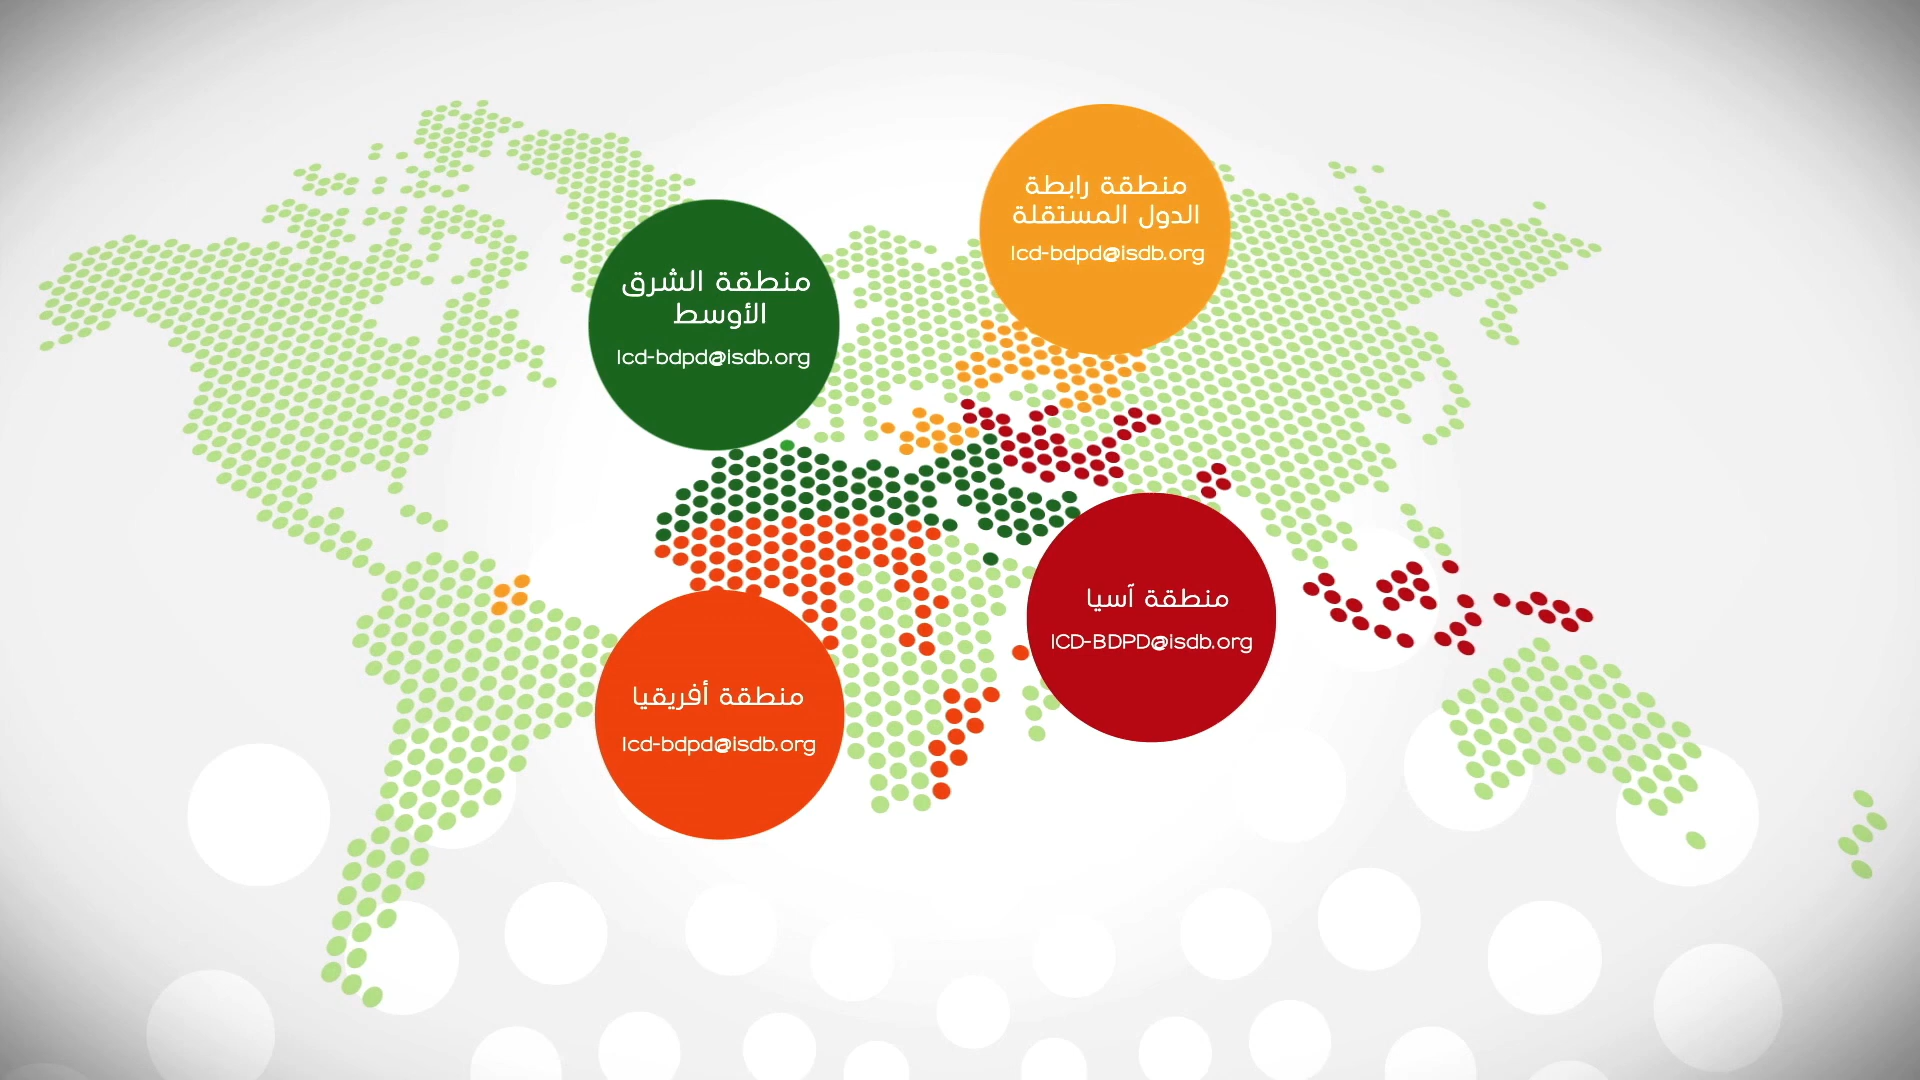 منطقة رابطة
الدول المستقلة
Icd-bdpd@isdb.org
منطقة الشرق
الأوسط
Icd-bdpd@isdb.org
منطقة آسيا
ICD-BDPD@isdb.org
منطقة أفريقيا
Icd-bdpd@isdb.org